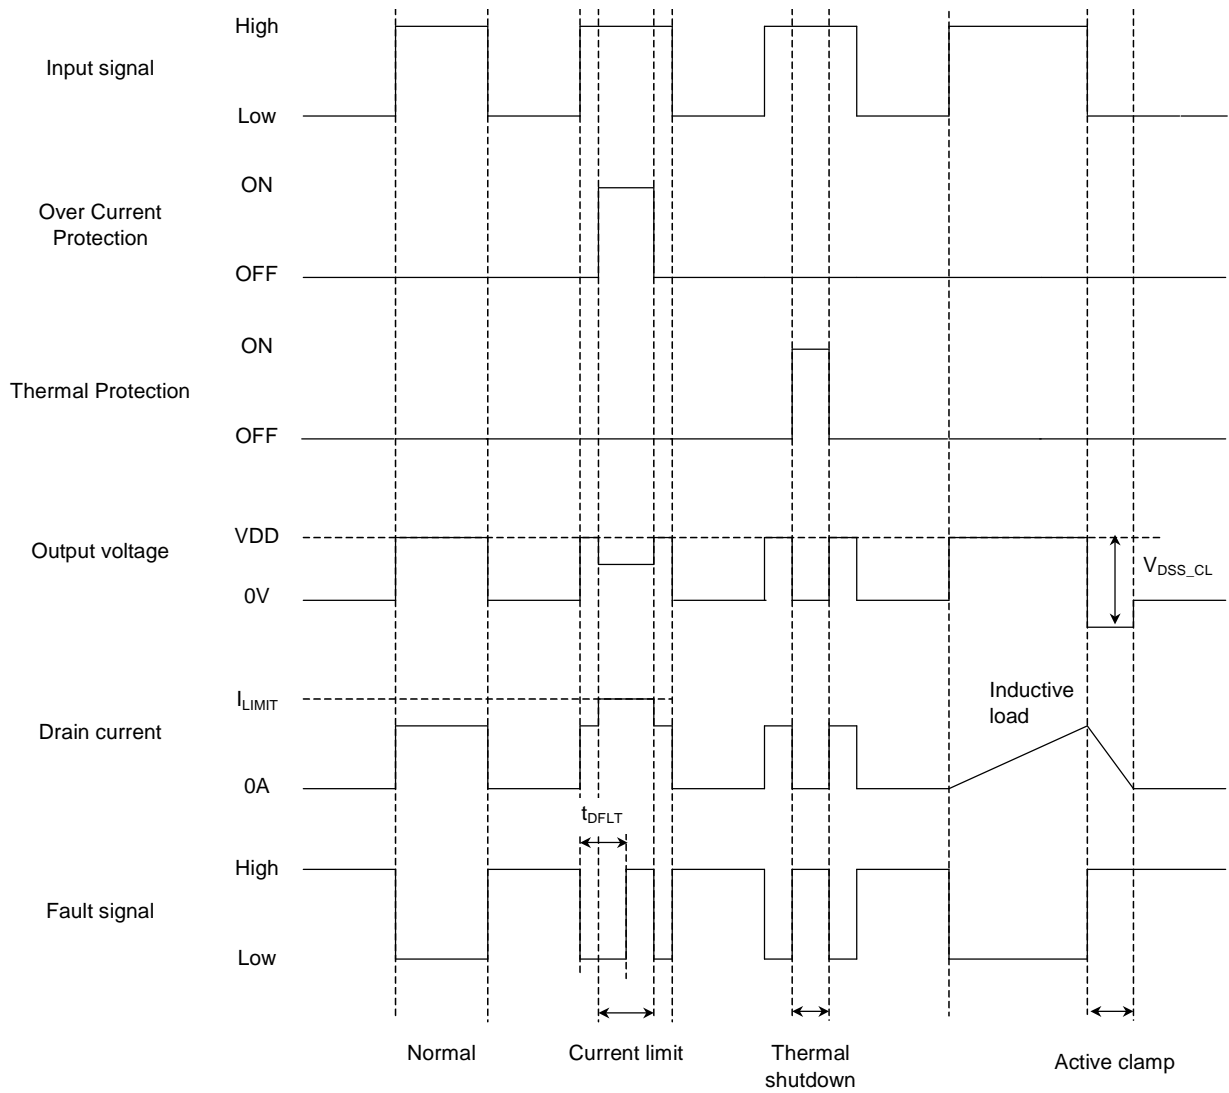 High
Input signal
Low
ON
Over Current
Protection
OFF
ON
Thermal Protection
OFF
VDD
Output voltage
VDSS_CL
0V
ILIMIT
Inductive
load
Drain current
0A
tDFLT
High
Fault signal
Low
Normal
Current limit
Thermal
shutdown
Active clamp